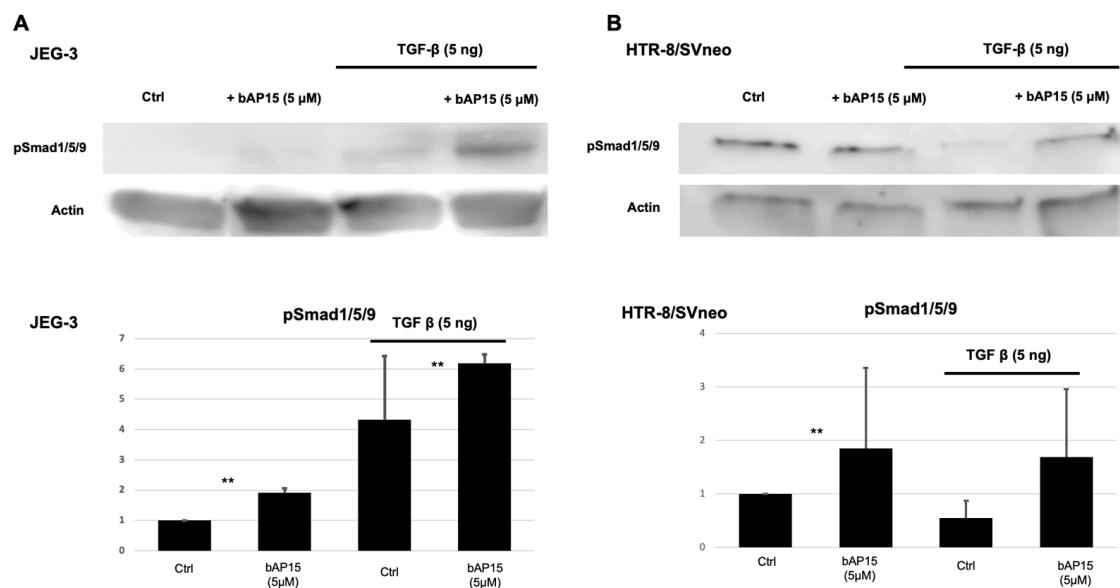 A
JEG-3
TGF-β (5 ng)
Ctrl + bAP15 (5 µM) + bAP15 (5 µM)
pSmad1/5/9
Actin
JEG-3
pSmad1/5/9
TGF β (5 ng)
7
6
5
4
3
2
1
0
**
**
Ctrl bAP15 (5µM) Ctrl bAP15 (5µM)
B
HTR-8/SVneo
TGF-β (5 ng)
Ctrl + bAP15 (5 µM) + bAP15 (5 µM)
pSmad1/5/9
Actin
HTR-8/SVneo
pSmad1/5/9
TGF β (5 ng)
4
3
2
1
0
**
Ctrl bAP15 (5µM) Ctrl bAP15 (5µM)